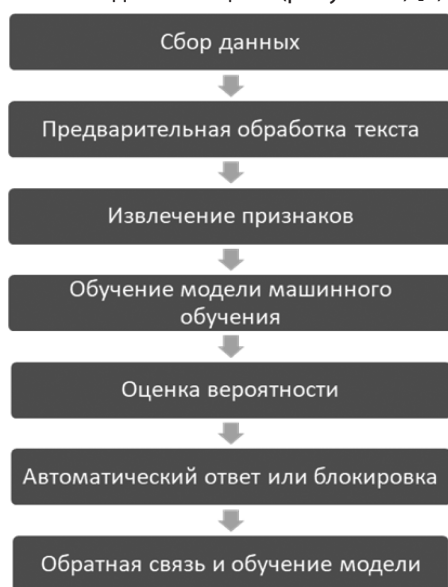 Сбор данных
Предварительная обработка текста
Извлечение признаков
Обучение модели машинного
обучения
Оценка вероятности
Автоматический ответ или блокировка
Обратная связь и обучение модели